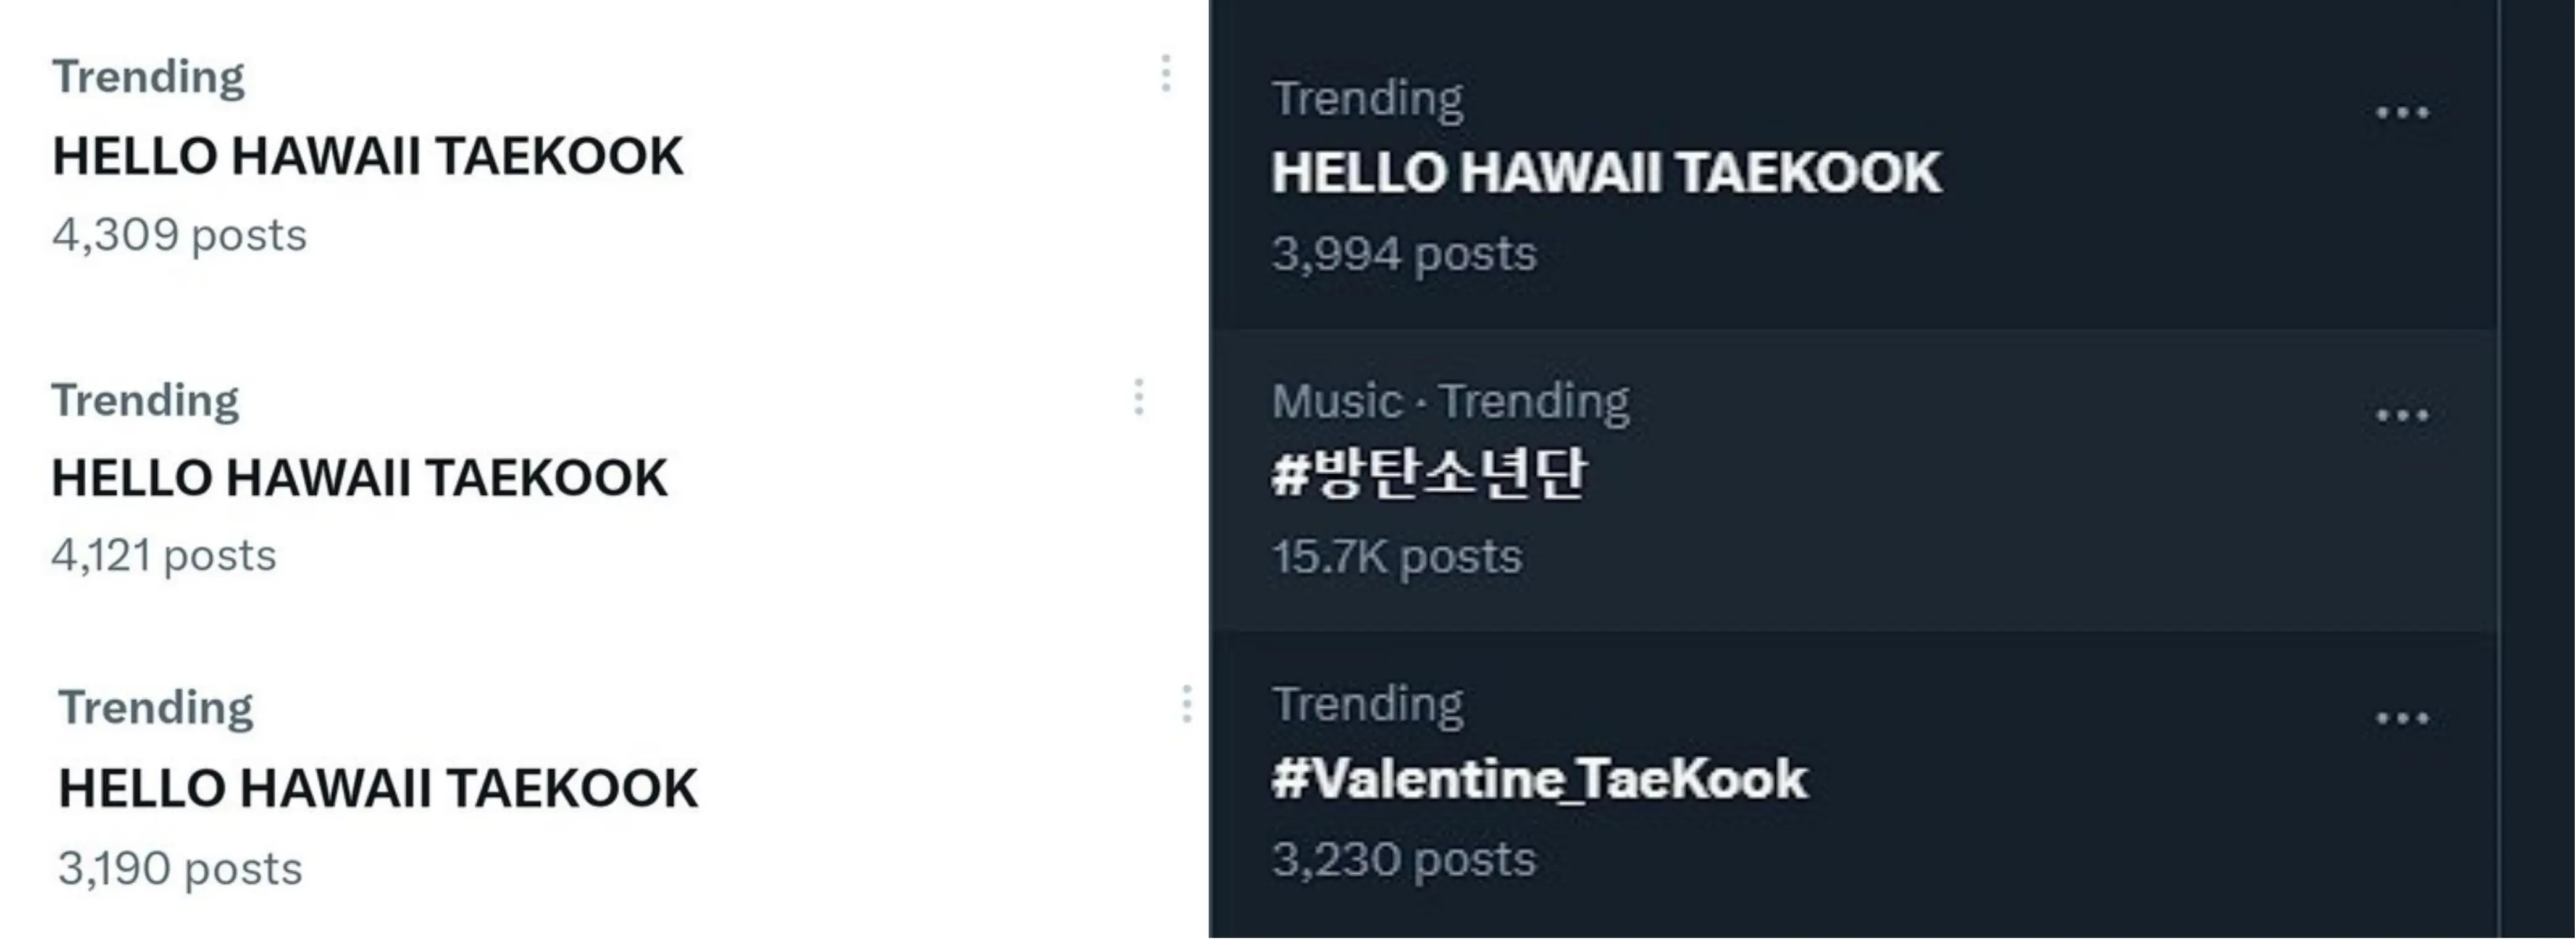 Trending
HELLO HAWAII TAEKOOK
4,309 posts
Trending
HELLO HAWAII TAEKOOK
4,121 posts
Trending
HELLO HAWAII TAEKOOK
3,190 posts
Trending
HELLO HAWAII TAEKOOK
3,994 posts
Music · Trending
#방탄소년단
15.7K posts
Trending
#Valentine_TaeKook
3,230 posts